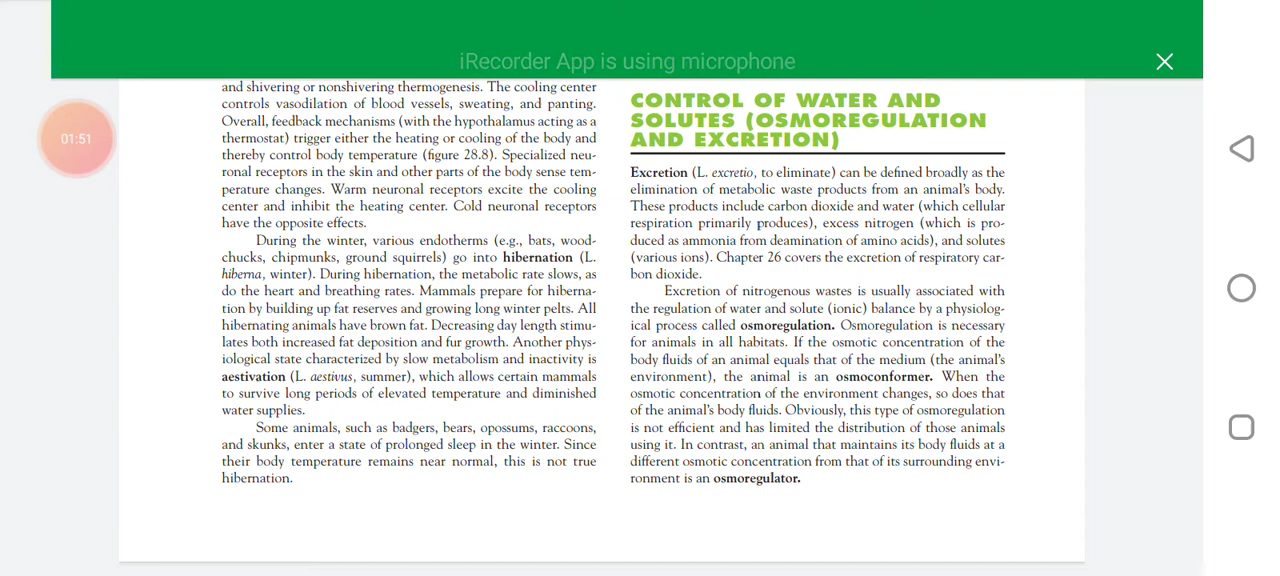 iRecorder App is using microphone
01:51
and shivering or nonshivering thermogenesis. The cooling center
controls vasodilation of blood vessels, sweating, and panting.
Overall, feedback mechanisms (with the hypothalamus acting as a
thermostat) trigger either the heating or cooling of the body and
thereby control body temperature (figure 28.8). Specialized neu-
ronal receptors in the skin and other parts of the body sense tem-
perature changes. Warm neuronal receptors excite the cooling
center and inhibit the heating center. Cold neuronal receptors
have the opposite effects.
During the winter, various endotherms (e.g., bats, wood-
chucks, chipmunks, ground squirrels) go into hibernation (L.
hiberna, winter). During hibernation, the metabolic rate slows, as
do the heart and breathing rates. Mammals prepare for hiberna-
tion by building up fat reserves and growing long winter pelts. All
hibernating animals have brown fat. Decreasing day length stimu-
lates both increased fat deposition and fur growth. Another phys-
iological state characterized by slow metabolism and inactivity is
aestivation (L. aestivus, summer), which allows certain mammals
to survive long periods of elevated temperature and diminished
water supplies.
Some animals, such as badgers, bears, opossums, raccoons,
and skunks, enter a state of prolonged sleep in the winter. Since
their body temperature remains near normal, this is not true
hibernation.
CONTROL OF WATER AND
SOLUTES (OSMOREGULATION
AND EXCRETION)
Excretion (L. excretio, to eliminate) can be defined broadly as the
elimination of metabolic waste products from an animal's body.
These products include carbon dioxide and water (which cellular
respiration primarily produces), excess nitrogen (which is pro-
duced as ammonia from deamination of amino acids), and solutes
(various ions). Chapter 26 covers the excretion of respiratory car-
bon dioxide.
Excretion of nitrogenous wastes is usually associated with
the regulation of water and solute (ionic) balance by a physiolog-
ical process called osmoregulation. Osmoregulation is necessary
for animals in all habitats. If the osmotic concentration of the
body fluids of an animal equals that of the medium (the animal's
environment), the animal is an osmoconformer. When the
osmotic concentration of the environment changes, so does that
of the animal's body fluids. Obviously, this type of osmoregulation
is not efficient and has limited the distribution of those animals
using it. In contrast, an animal that maintains its body fluids at a
different osmotic concentration from that of its surrounding envi-
ronment is an osmoregulator.